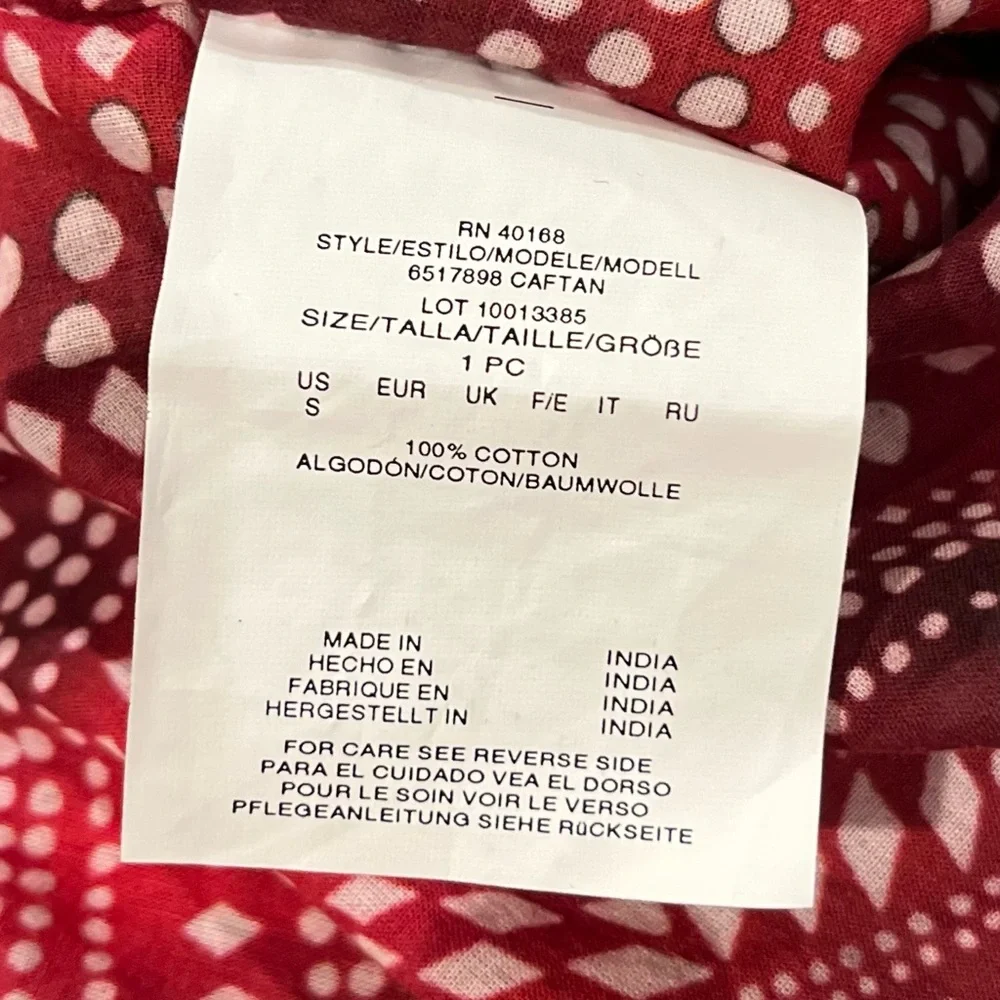 RN 40168
STYLE/ESTILO/MODELE/MODELL
6517898 CAFTAN
LOT 10013385
SIZE/TALLA/TAILLE/GRÖßE
1 PC
US EUR UK F/E IT RU
S
100% COTTON
ALGODÓN/COTON/BAUMWOLLE
MADE IN INDIA
HECHO EN INDIA
FABRIQUE EN INDIA
HERGESTELLT IN INDIA
FOR CARE SEE REVERSE SIDE
PARA EL CUIDADO VEA EL DORSO
POUR LE SOIN VOIR LE VERSO
PFLEGEANLEITUNG SIEHE RüCKSEITE